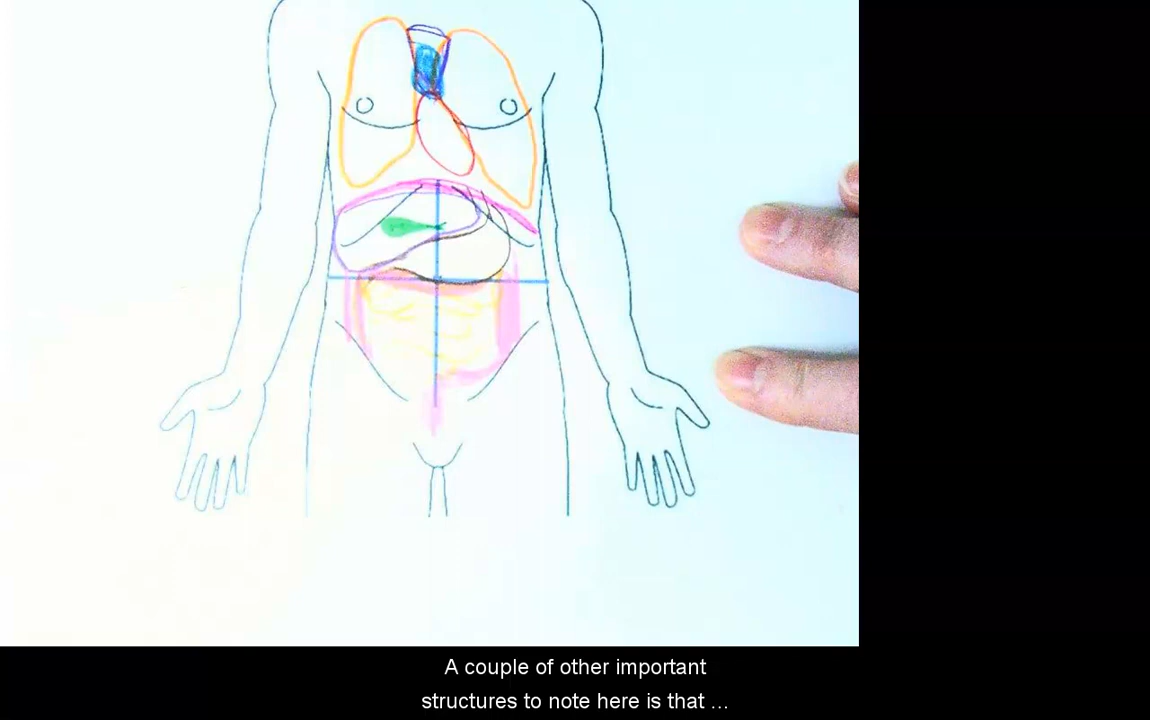 A couple of other important
structures to note here is that ...